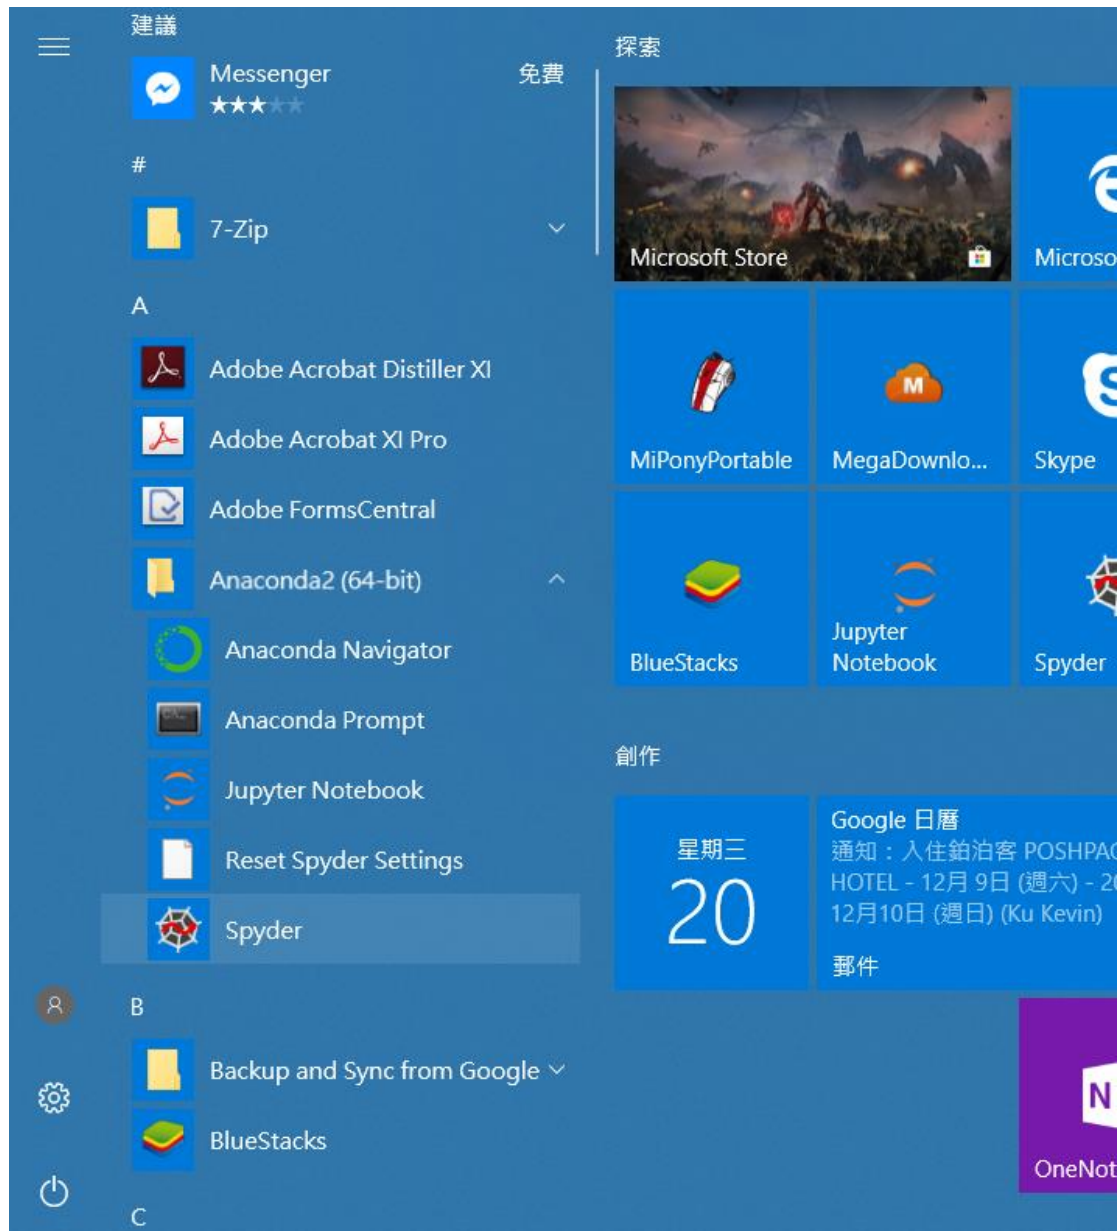 建議
Messenger 免費
#
7-Zip
A
Adobe Acrobat Distiller XI
Adobe Acrobat XI Pro
Adobe FormsCentral
Anaconda2 (64-bit)
Anaconda Navigator
Anaconda Prompt
Jupyter Notebook
Reset Spyder Settings
Spyder
B
Backup and Sync from Google
BlueStacks
C
探索
Microsoft Store
Microso
MiPonyPortable
MegaDownlo...
Skype
BlueStacks
Jupyter
Notebook
Spyder
創作
星期三
20
Google 日曆
通知：入住鉑泊客 POSHPAC
HOTEL - 12月 9日 (週六) - 20
12月10日 (週日) (Ku Kevin)
郵件
OneNot